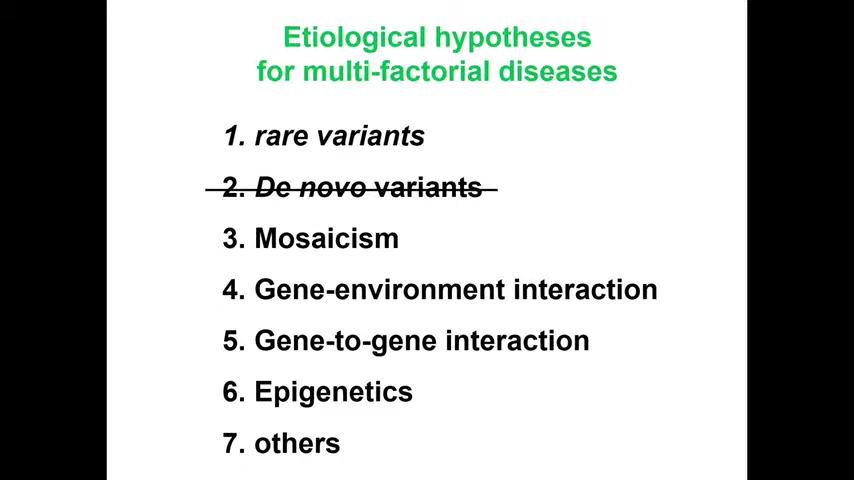 Etiological hypotheses
for multi-factorial diseases
1. rare variants
2. De novo variants
3. Mosaicism
4. Gene-environment interaction
5. Gene-to-gene interaction
6. Epigenetics
7. others